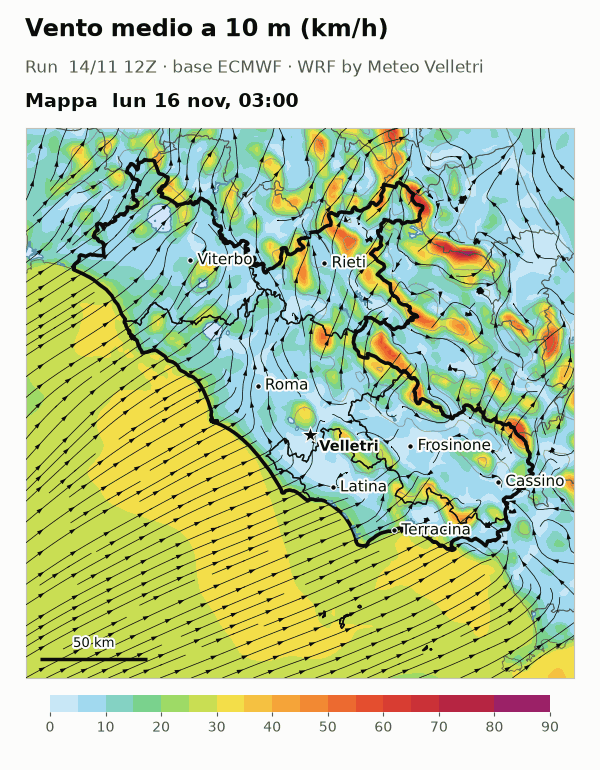 Vento medio a 10 m (km/h)
Run  14/11 12Z · base ECMWF · WRF by Meteo Velletri
Mappa  lun 16 nov, 03:00
Viterbo
Rieti
Roma
Velletri
Frosinone
Cassino
Latina
Terracina
50 km
0 10 20 30 40 50 60 70 80 90